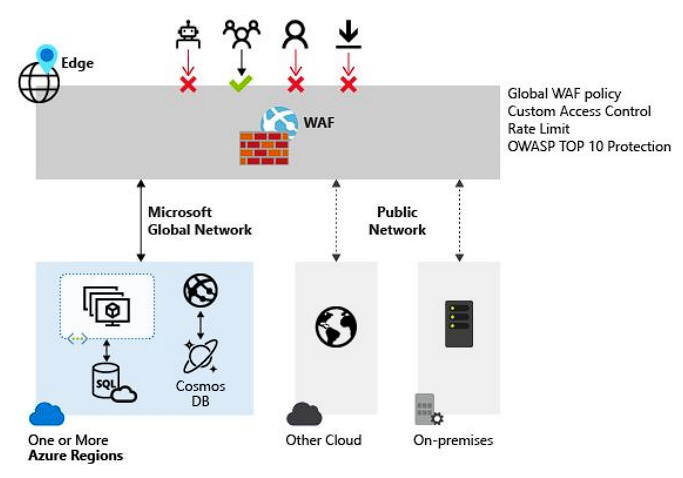 Edge
WAF
Global WAF policy
Custom Access Control
Rate Limit
OWASP TOP 10 Protection
Microsoft
Global Network
Public
Network
SQL
Cosmos
DB
One or More
Azure Regions
Other Cloud
On-premises